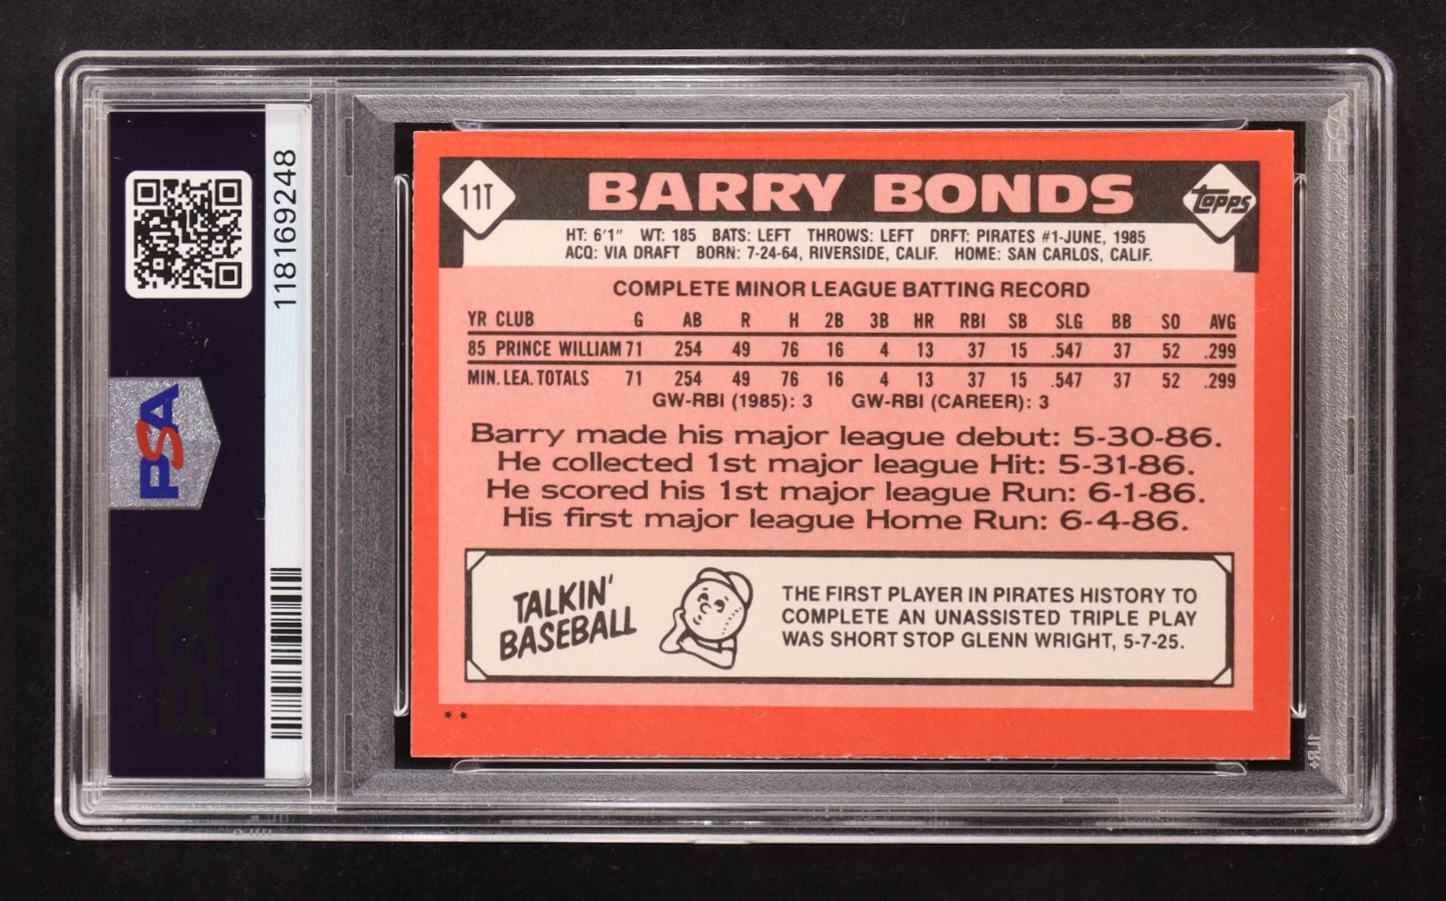 118169248
PSA
PSA
11T
BARRY BONDS
Topps
HT: 6'1" WT: 185 BATS: LEFT THROWS: LEFT DRFT: PIRATES #1-JUNE, 1985
ACQ: VIA DRAFT BORN: 7-24-64, RIVERSIDE, CALIF. HOME: SAN CARLOS, CALIF.
COMPLETE MINOR LEAGUE BATTING RECORD
YR CLUB G AB R H 2B 3B HR RBI SB SLG BB SO AVG
85 PRINCE WILLIAM 71 254 49 76 16 4 13 37 15 .547 37 52 .299
MIN. LEA. TOTALS 71 254 49 76 16 4 13 37 15 .547 37 52 .299
GW-RBI (1985): 3 GW-RBI (CAREER): 3
Barry made his major league debut: 5-30-86.
He collected 1st major league Hit: 5-31-86.
He scored his 1st major league Run: 6-1-86.
His first major league Home Run: 6-4-86.
TALKIN'
BASEBALL
THE FIRST PLAYER IN PIRATES HISTORY TO
COMPLETE AN UNASSISTED TRIPLE PLAY
WAS SHORT STOP GLENN WRIGHT, 5-7-25.
**
PSA